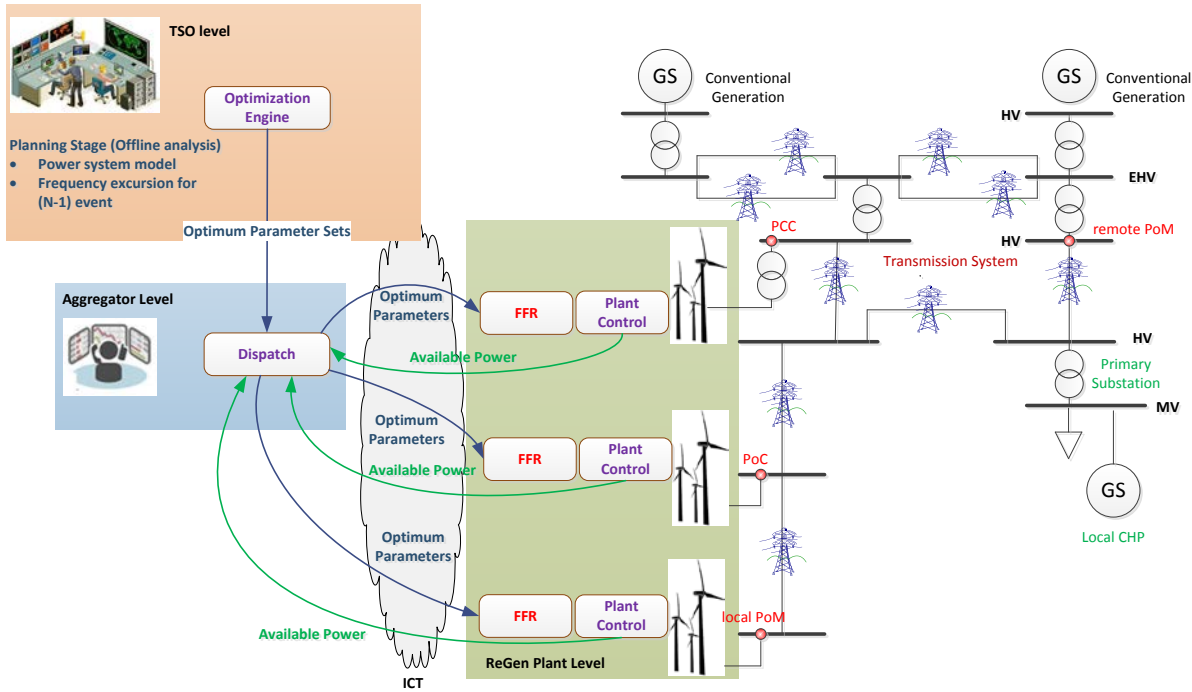 TSO level
Optimization
Engine
Planning Stage (Offline analysis)
• Power system model
• Frequency excursion for
(N-1) event
Optimum Parameter Sets
Aggregator Level
Dispatch
Optimum
Parameters
Available Power
Optimum
Parameters
Available Power
Optimum
Parameters
Available Power
ICT
FFR
Plant
Control
FFR
Plant
Control
FFR
Plant
Control
ReGen Plant Level
GS
Conventional
Generation
GS
Conventional
Generation
HV
EHV
PCC
HV
remote PoM
Transmission System
HV
Primary
Substation
MV
PoC
GS
Local CHP
local PoM